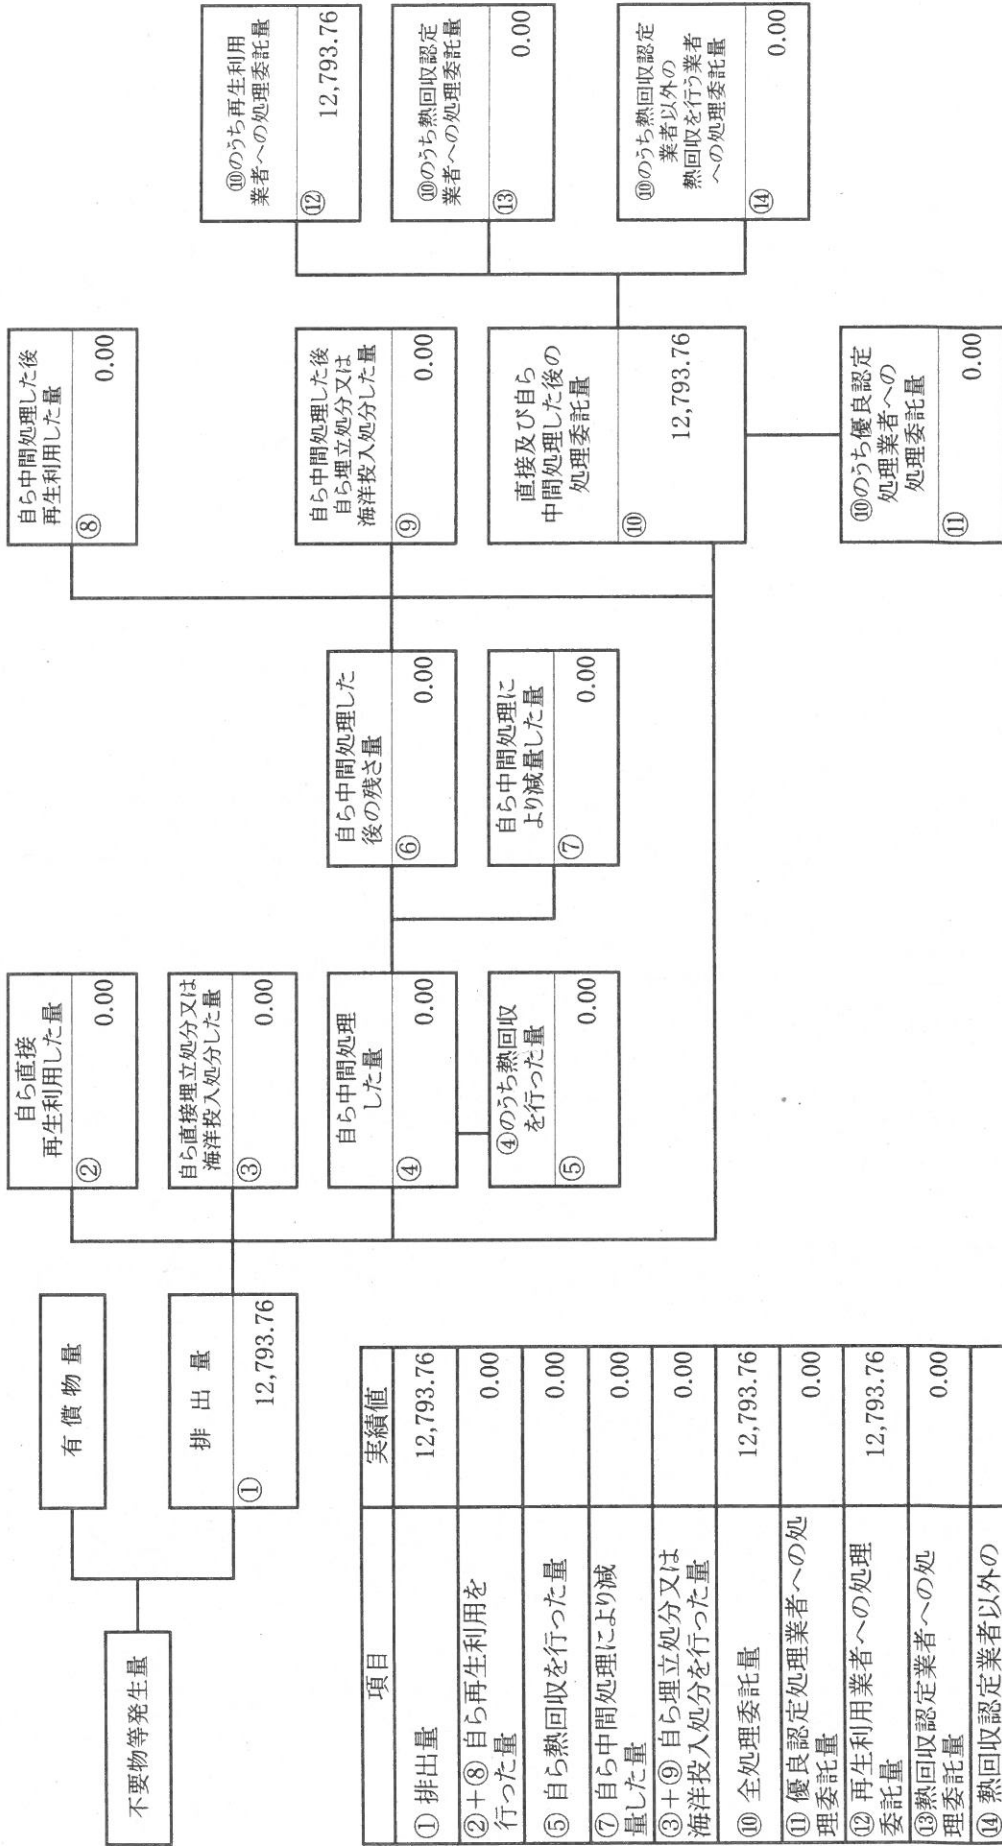 不要物等発生量
有償物量
排出量
①
12,793.76
自ら直接
再生利用した量
②
0.00
自ら直接埋立処分又は
海洋投入処分した量
③
0.00
自ら中間処理
した量
④
0.00
④のうち熱回収
を行った量
⑤
0.00
自ら中間処理した
後の残さ量
⑥
0.00
自ら中間処理に
より減量した量
⑦
0.00
自ら中間処理した後
再生利用した量
⑧
0.00
自ら中間処理した後
自ら埋立処分又は
海洋投入処分した量
⑨
0.00
直接及び自ら
中間処理した後の
処理委託量
⑩
12,793.76
⑩のうち優良認定
処理業者への
処理委託量
⑪
0.00
⑩のうち再生利用
業者への処理委託量
⑫
12,793.76
⑩のうち熱回収認定
業者への処理委託量
⑬
0.00
⑩のうち熱回収認定
業者以外の
熱回収を行う業者
への処理委託量
⑭
0.00
項目 実績値
① 排出量 12,793.76
②+⑧ 自ら再生利用を
行った量
0.00
⑤ 自ら熱回収を行った量 0.00
⑦ 自ら中間処理により減
量した量
0.00
③+⑨ 自ら埋立処分又は
海洋投入処分を行った量
0.00
⑩ 全処理委託量 12,793.76
⑪ 優良認定処理業者への処
理委託量
0.00
⑫ 再生利用業者への処理
委託量
12,793.76
⑬熱回収認定業者への処
理委託量
0.00
⑭ 熱回収認定業者以外の